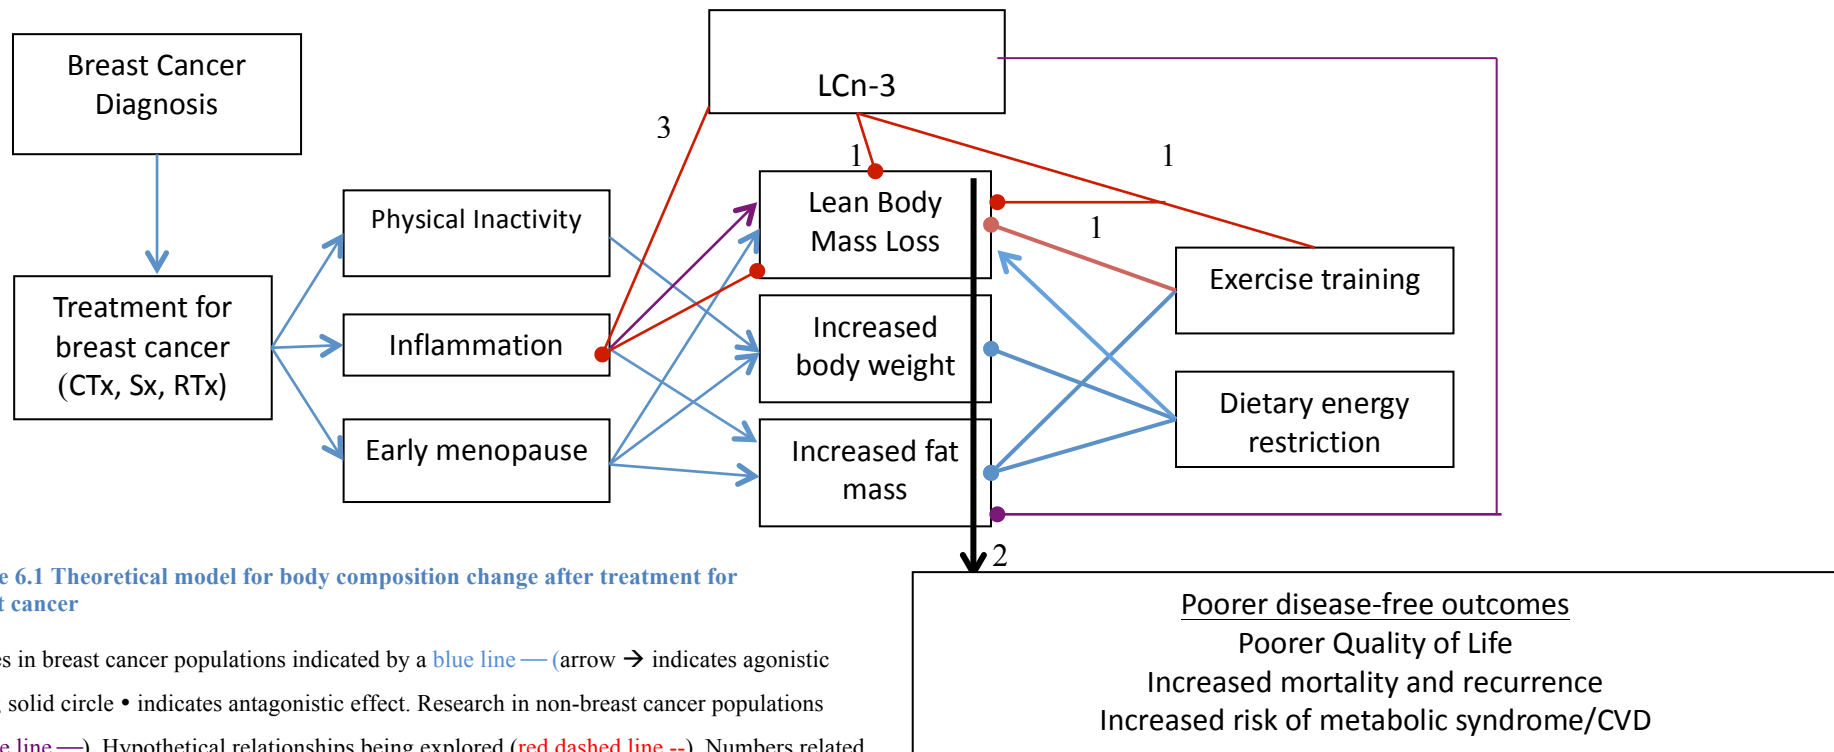 Breast Cancer
Diagnosis
LCn-3
3
1
1
Physical Inactivity
Lean Body
Mass Loss
1
Exercise training
Treatment for
breast cancer
(CTx, Sx, RTx)
Inflammation
Increased
body weight
Dietary energy
restriction
Early menopause
Increased fat
mass
2
6.1 Theoretical model for body composition change after treatment for
cancer
in breast cancer populations indicated by a blue line — (arrow → indicates agonistic
solid circle • indicates antagonistic effect. Research in non-breast cancer populations
line —). Hypothetical relationships being explored (red dashed line --). Numbers related
Poorer disease-free outcomes
Poorer Quality of Life
Increased mortality and recurrence
Increased risk of metabolic syndrome/CVD